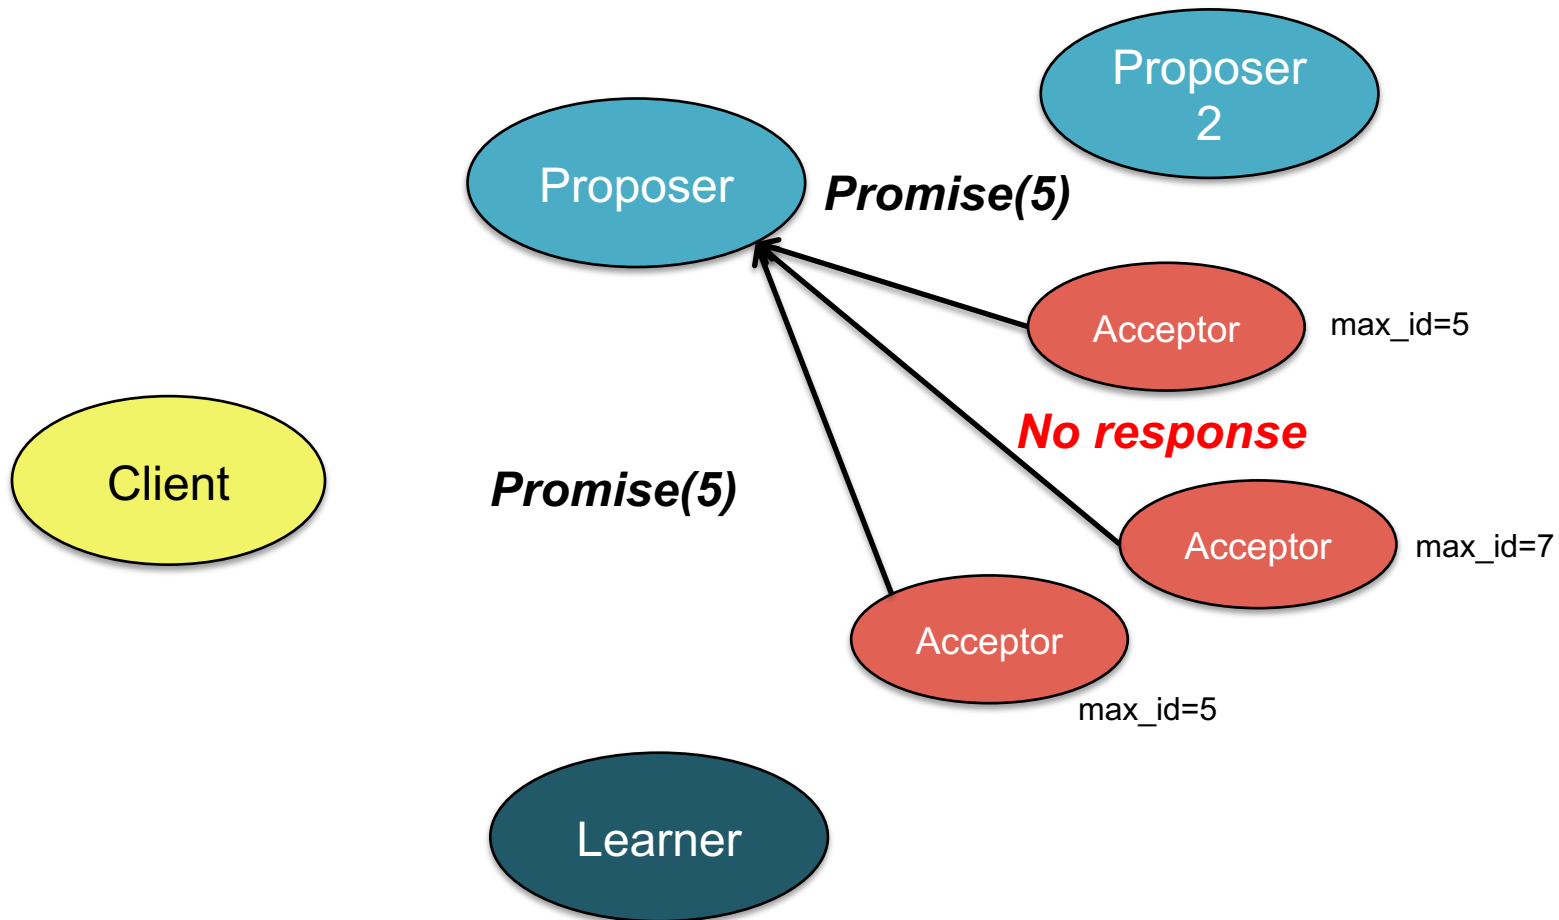 Proposer
2
Proposer
Promise(5)
Acceptor
max_id=5
No response
Client
Promise(5)
Acceptor
max_id=7
Acceptor
max_id=5
Learner